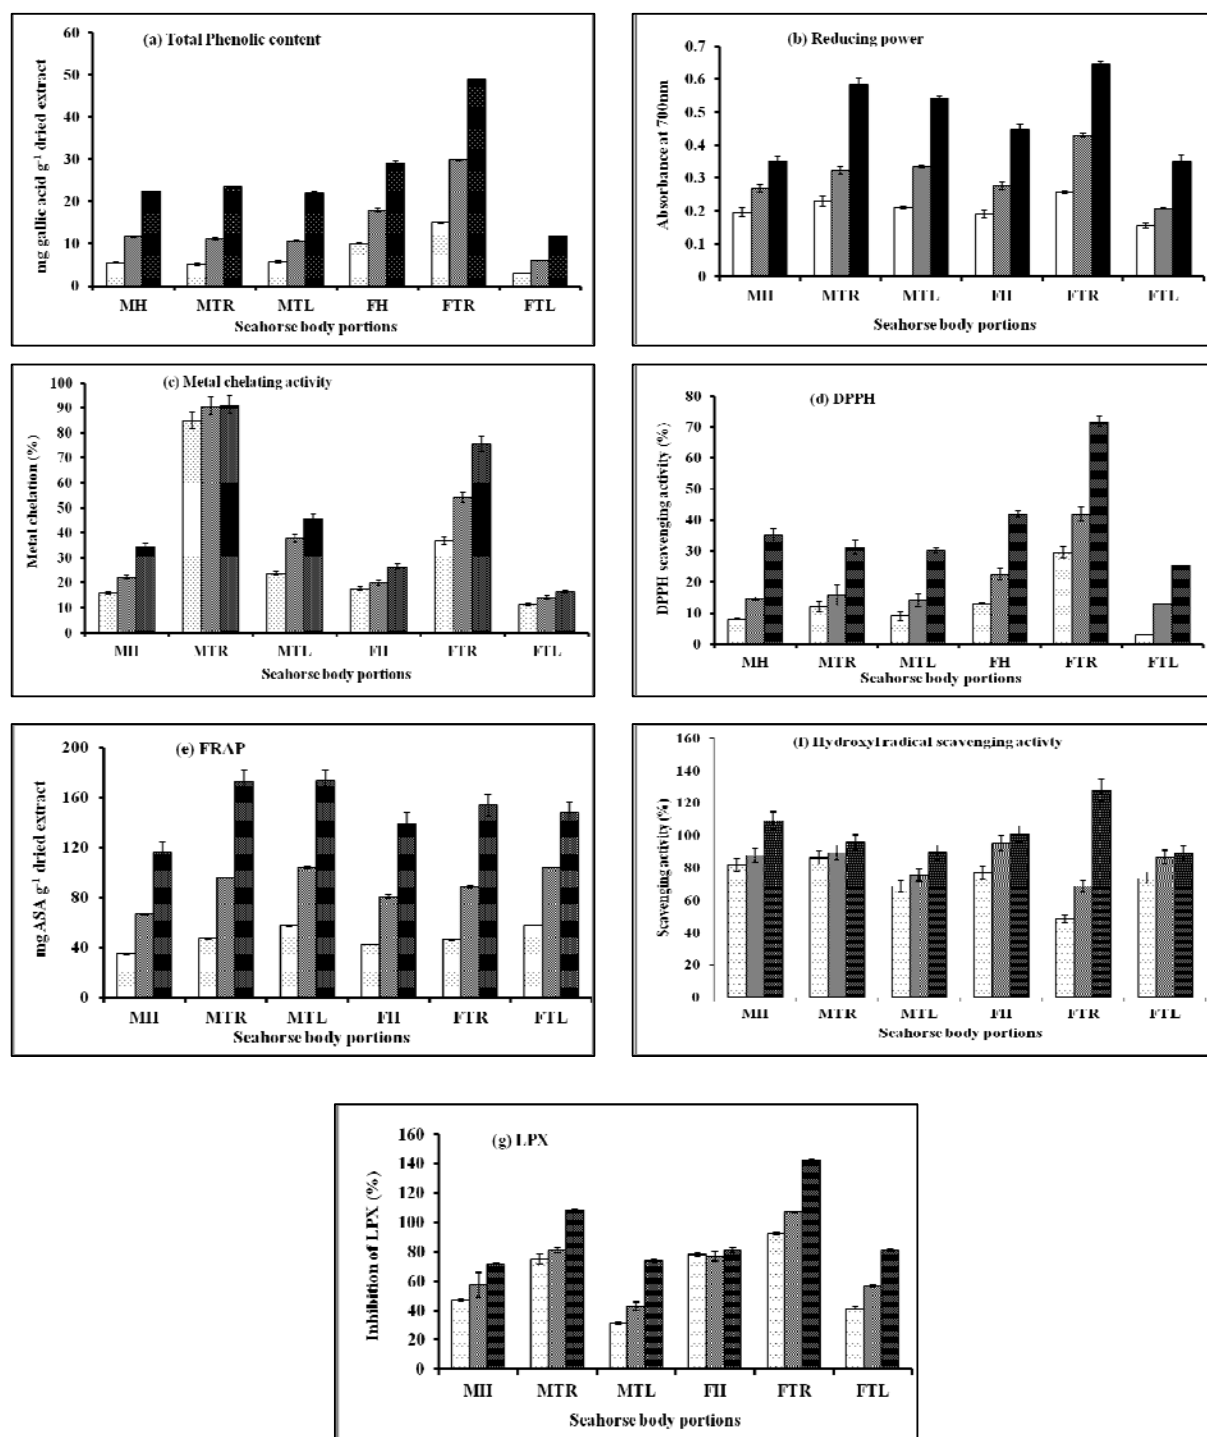 (a) Total Phenolic content
60
50
40
30
20
10
0
mg gallic acid g⁻¹ dried extract
MH MTR MTL FH FTR FTL
Seahorse body portions
(b) Reducing power
0.7
0.6
0.5
0.4
0.3
0.2
0.1
0
Absorbance at 700nm
MH MTR MTL FH FTR FTL
Seahorse body portions
(c) Metal chelating activity
100
90
80
70
60
50
40
30
20
10
0
Metal chelation (%)
MH MTR MTL FH FTR FTL
Seahorse body portions
(d) DPPH
80
70
60
50
40
30
20
10
0
DPPH scavenging activity (%)
MH MTR MTL FH FTR FTL
Seahorse body portions
(e) FRAP
200
160
120
80
40
0
mg ASA g⁻¹ dried extract
MH MTR MTL FH FTR FTL
Seahorse body portions
(f) Hydroxyl radical scavenging activty
160
140
120
100
80
60
40
20
0
Scavenging activity (%)
MH MTR MTL FH FTR FTL
Seahorse body portions
(g) LPX
160
140
120
100
80
60
40
20
0
Inhibition of LPX (%)
MH MTR MTL FH FTR FTL
Seahorse body portions